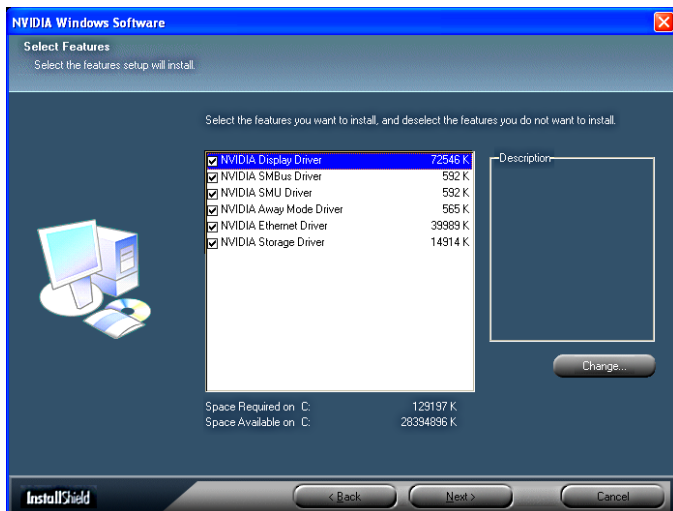 NVIDIA Windows Software
Select Features
Select the features setup will install.
Select the features you want to install, and deselect the features you do not want to install.
NVIDIA Display Driver 72546 K
NVIDIA SMBus Driver 592 K
NVIDIA SMU Driver 592 K
NVIDIA Away Mode Driver 565 K
NVIDIA Ethernet Driver 39989 K
NVIDIA Storage Driver 14914 K
Description
Change...
Space Required on C: 129197 K
Space Available on C: 28394896 K
InstallShield
< Back
Next >
Cancel